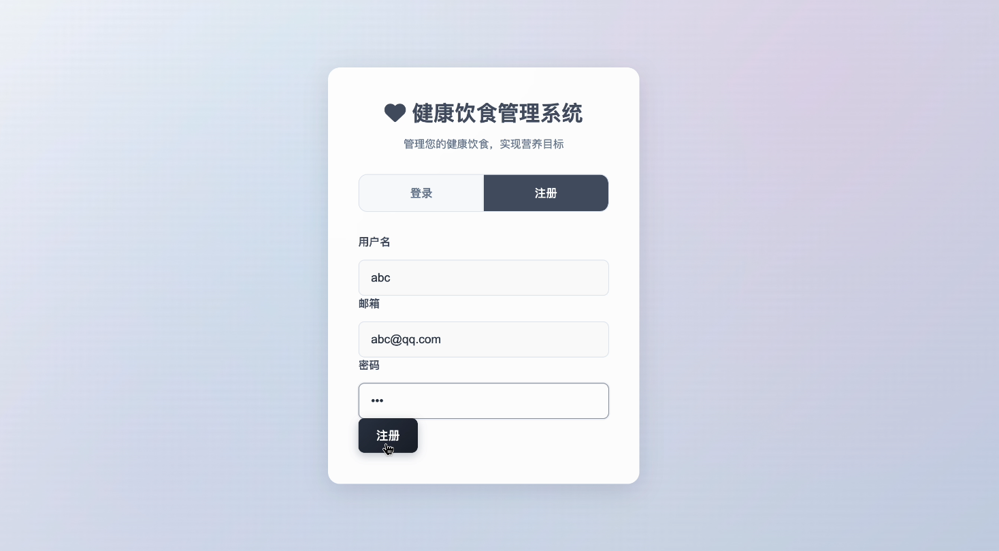 健康饮食管理系统
管理您的健康饮食，实现营养目标
登录 注册
用户名
abc
邮箱
abc@qq.com
密码
•••
注册